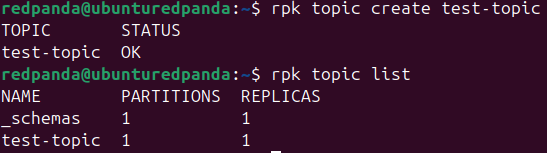 redpanda@ubunturedpanda:~$ rpk topic create test-topic
TOPIC       STATUS
test-topic  OK
redpanda@ubunturedpanda:~$ rpk topic list
NAME        PARTITIONS  REPLICAS
_schemas    1           1
test-topic  1           1